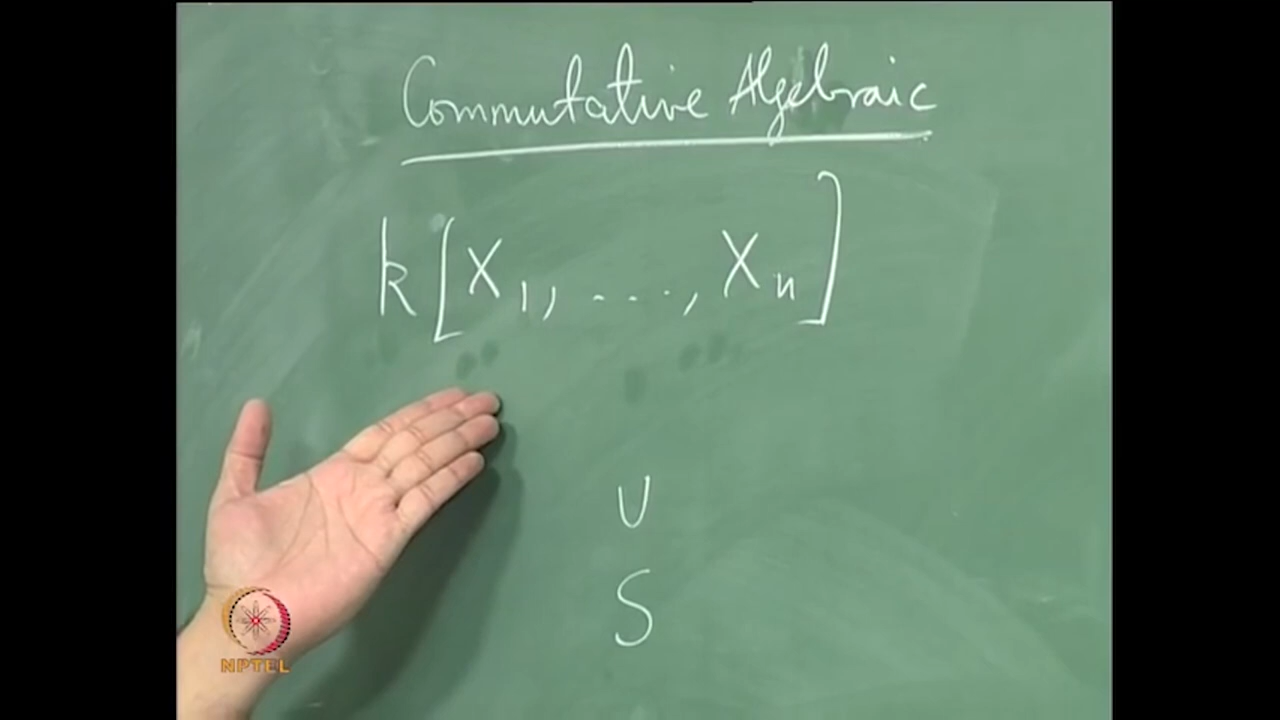 Commutative Algebraic
k[X₁, ..., Xₙ]
∪
S
NPTEL